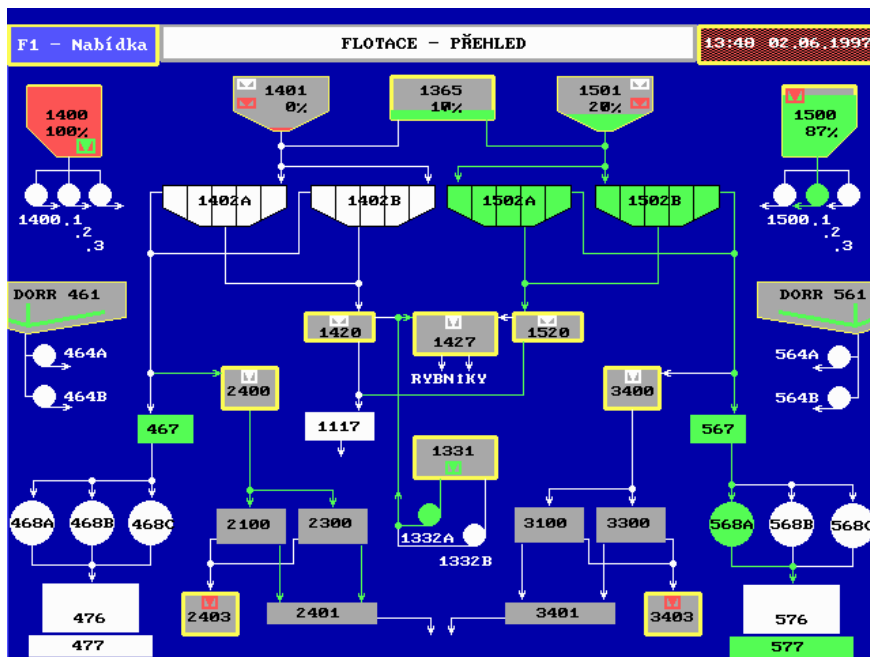 F1 - Nabídka
FLOTACE - PŘEHLED
13:48 02.06.1997
1400
100%
1401
0%
1365
10%
1501
20%
1500
87%
1400.1
.2
.3
1402A
1402B
1502A
1502B
1500.1
.2
.3
DORR 461
DORR 561
1420
1427
1520
RYBNIKY
464A
464B
564A
564B
2400
3400
467
1117
567
1331
468A
468B
468C
2100
2300
1332A
1332B
3100
3300
568A
568B
568C
476
477
2403
2401
3401
3403
576
577